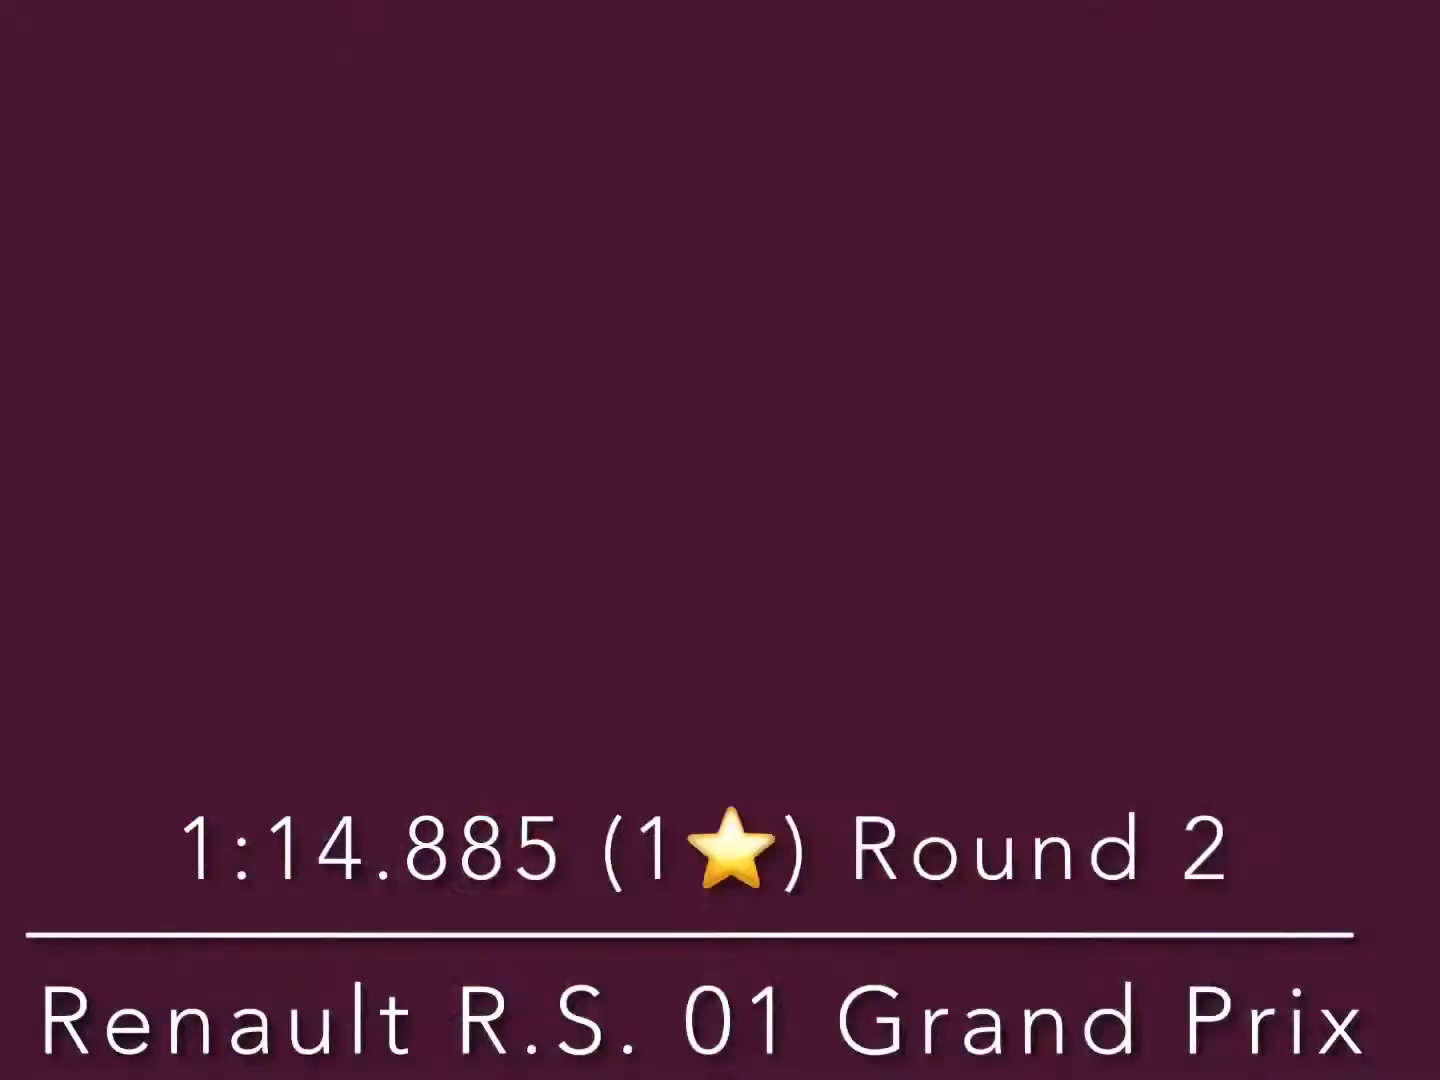 1:14.885 (1⭐) Round 2
Renault R.S. 01 Grand Prix